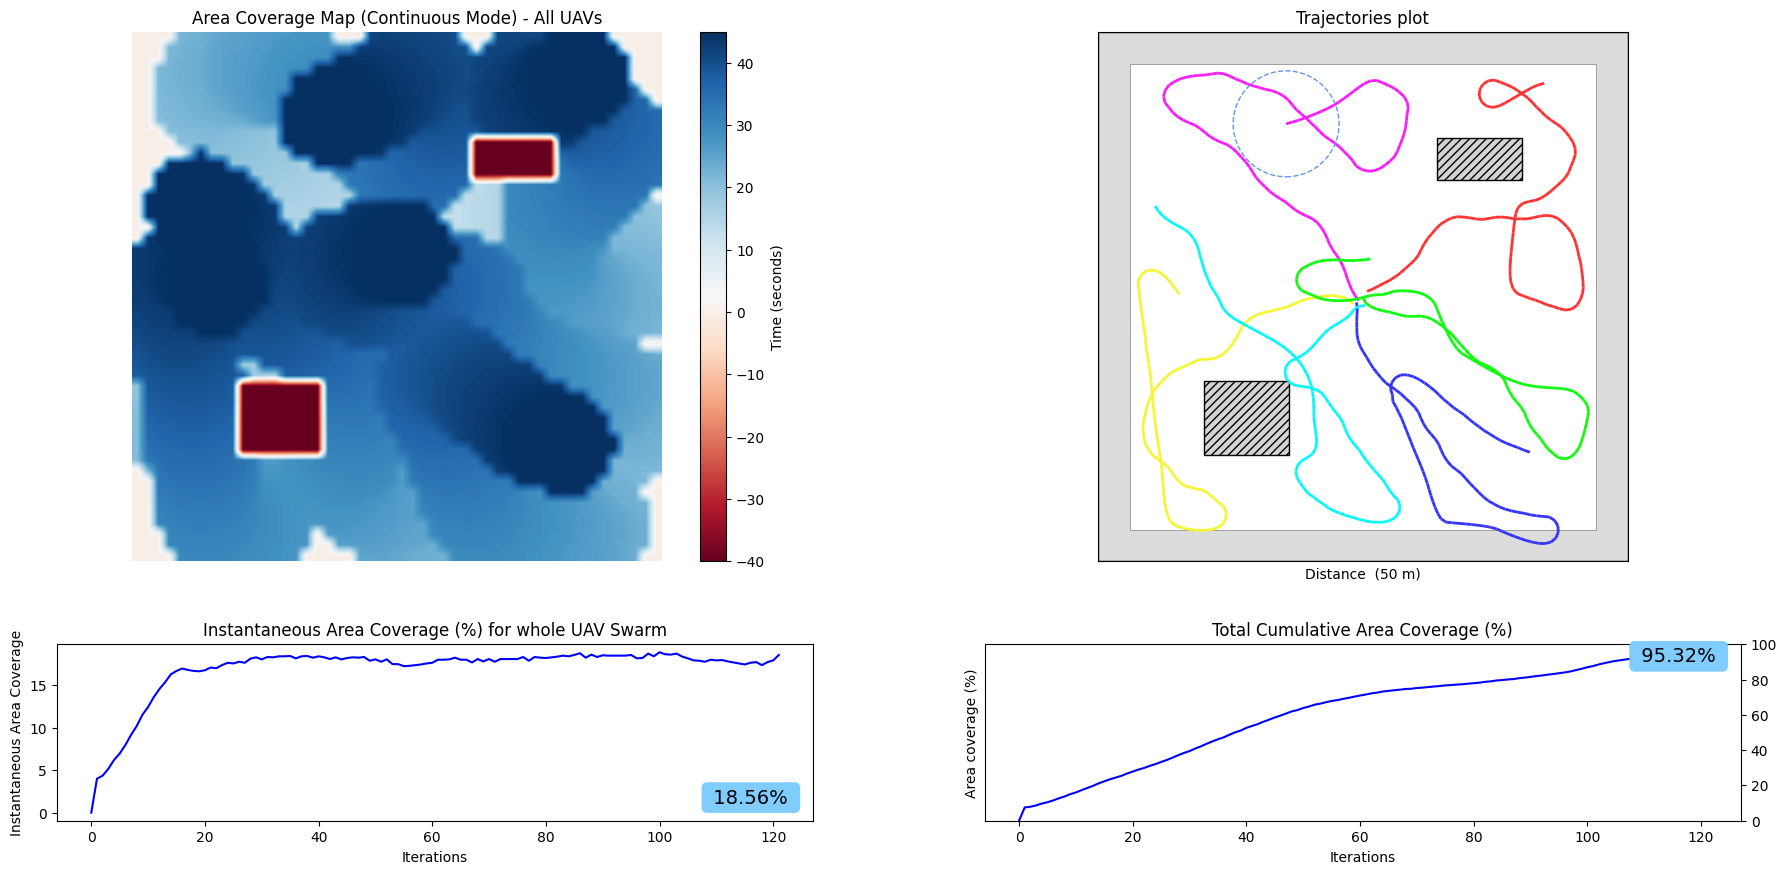 Area Coverage Map (Continuous Mode) - All UAVs
40
30
20
10
0
−10
−20
−30
−40
Time (seconds)
Trajectories plot
Distance  (50 m)
Instantaneous Area Coverage (%) for whole UAV Swarm
Instantaneous Area Coverage
15
10
5
0
18.56%
0 20 40 60 80 100 120
Iterations
Total Cumulative Area Coverage (%)
Area coverage (%)
95.32%
100
80
60
40
20
0
0 20 40 60 80 100 120
Iterations